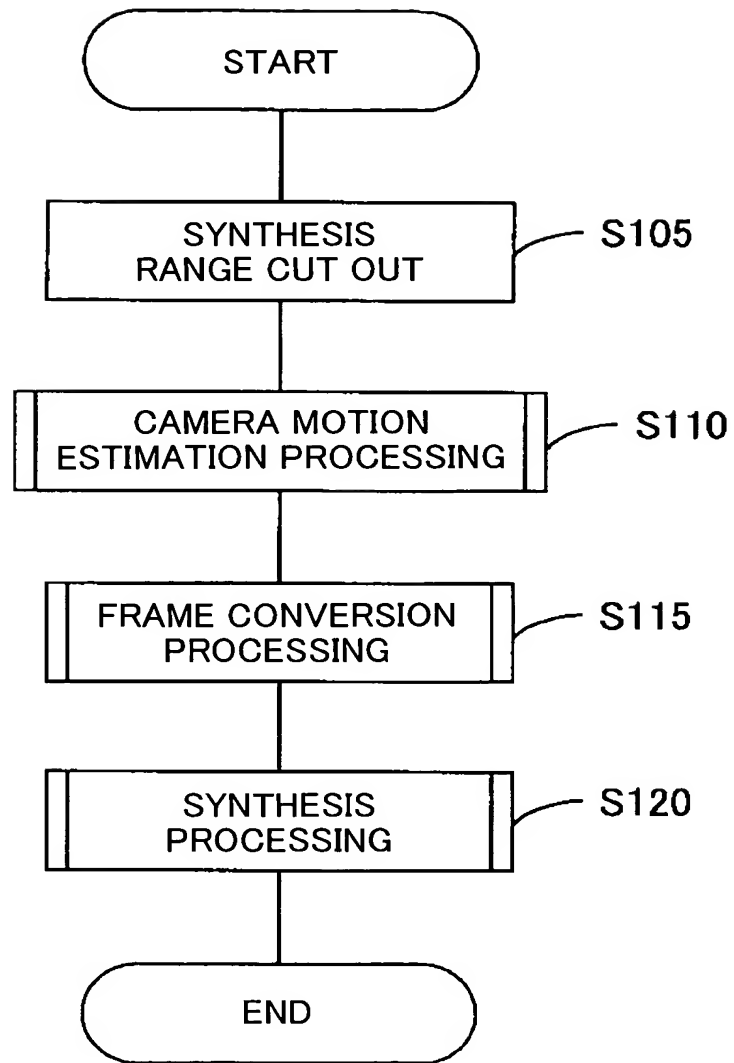 START
SYNTHESIS
RANGE CUT OUT
S105
CAMERA MOTION
ESTIMATION PROCESSING
S110
FRAME CONVERSION
PROCESSING
S115
SYNTHESIS
PROCESSING
S120
END